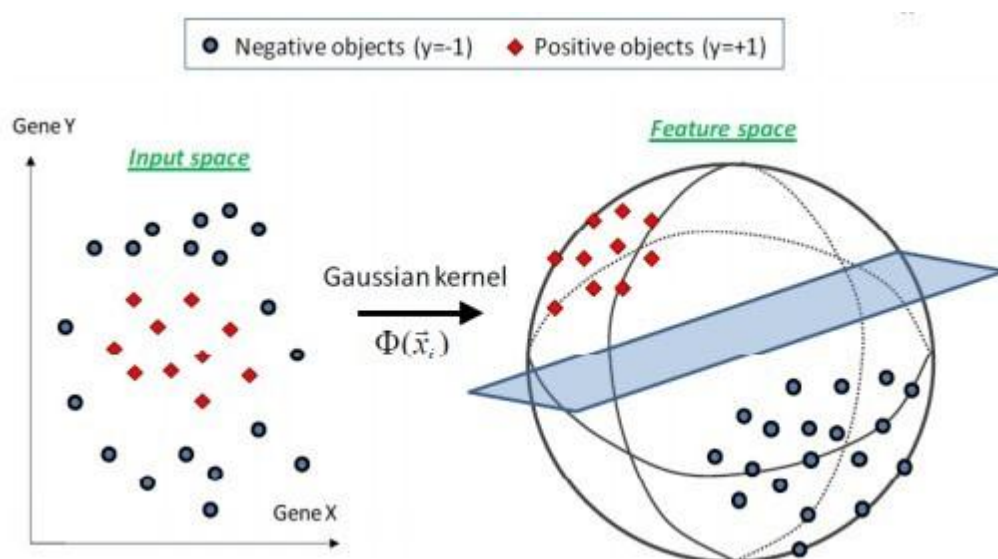 Negative objects (y=-1) Positive objects (y=+1)
Gene Y
Input space
Feature space
Gaussian kernel
Φ(x⃗ᵢ)
Gene X